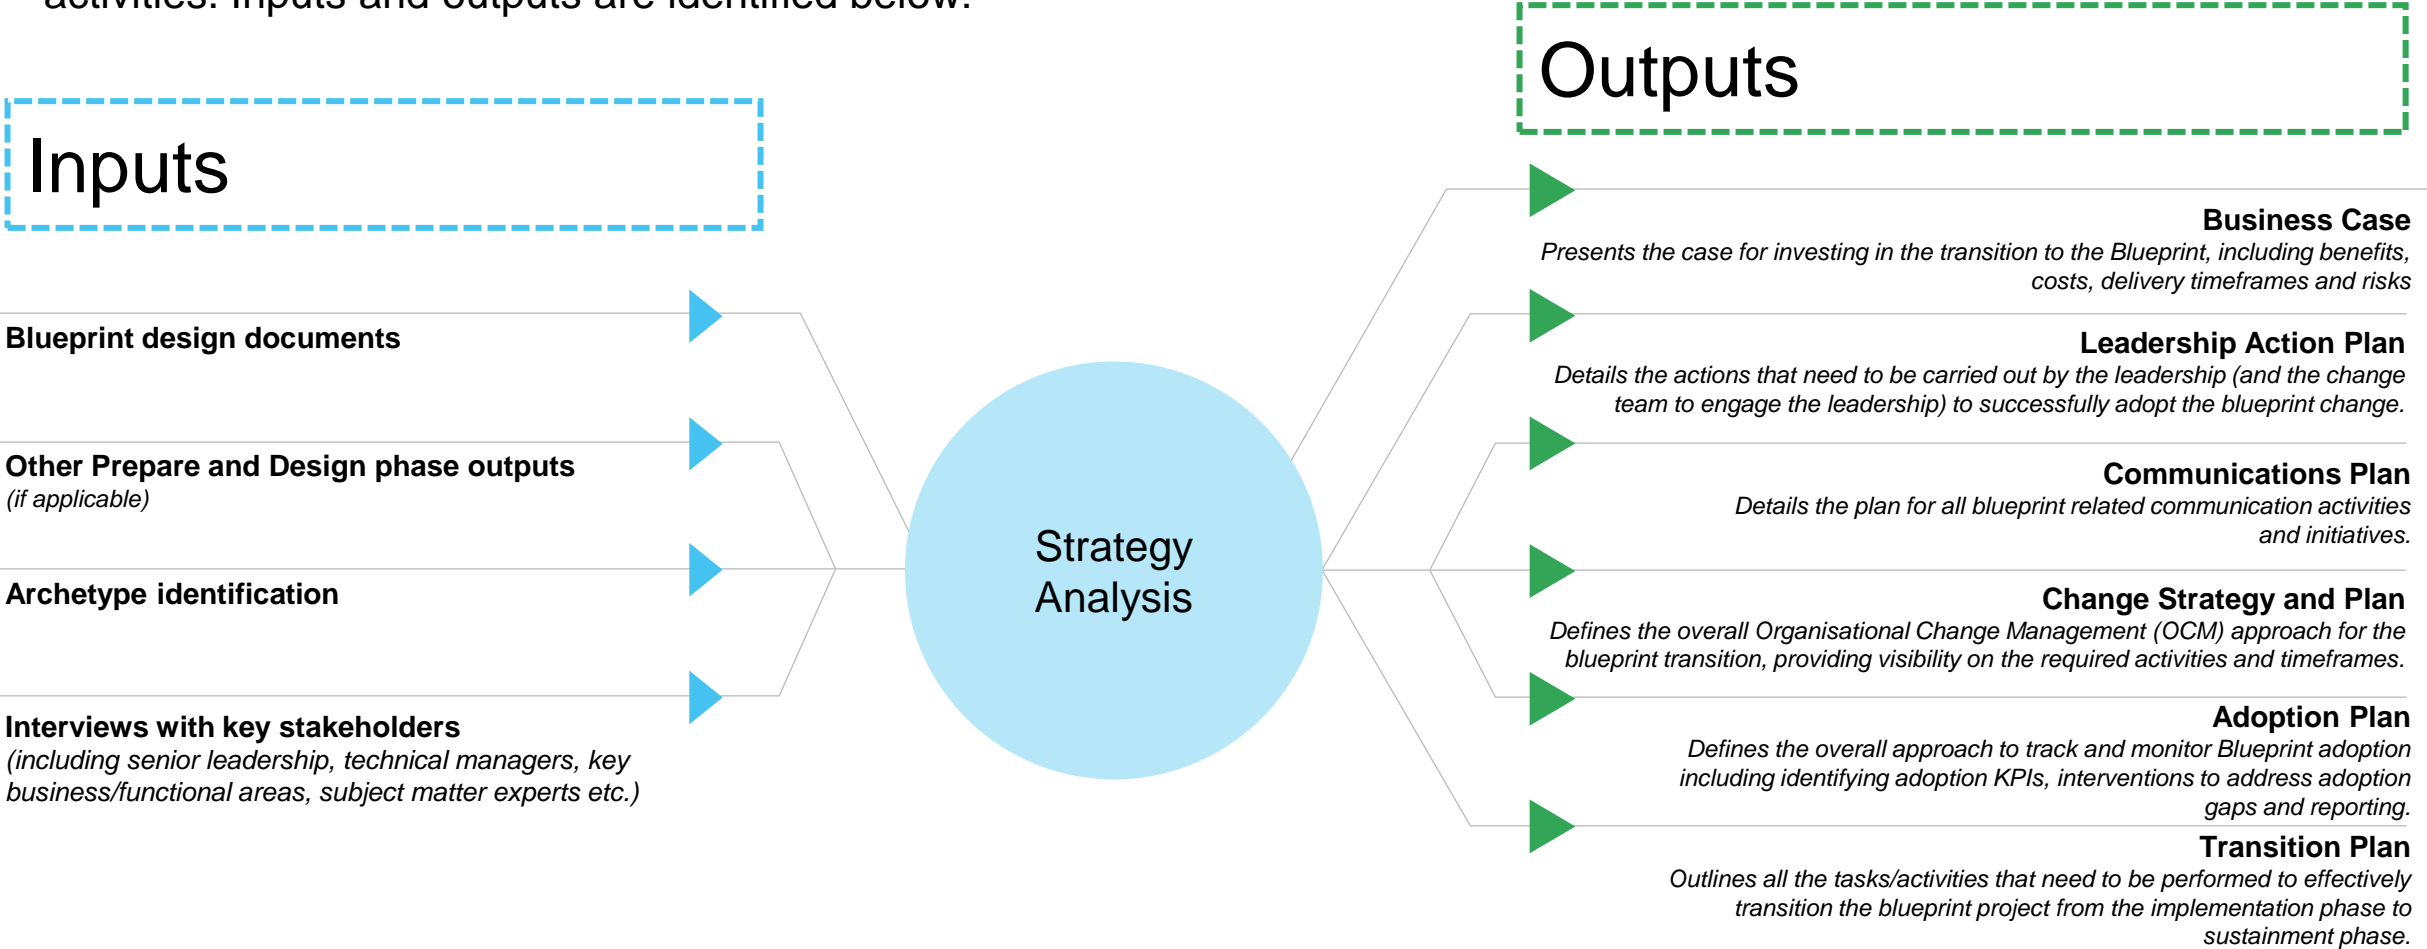 activities. Inputs and outputs are identified below.
Inputs
Blueprint design documents
Other Prepare and Design phase outputs
(if applicable)
Archetype identification
Interviews with key stakeholders
(including senior leadership, technical managers, key
business/functional areas, subject matter experts etc.)
Strategy
Analysis
Outputs
Business Case
Presents the case for investing in the transition to the Blueprint, including benefits,
costs, delivery timeframes and risks
Leadership Action Plan
Details the actions that need to be carried out by the leadership (and the change
team to engage the leadership) to successfully adopt the blueprint change.
Communications Plan
Details the plan for all blueprint related communication activities
and initiatives.
Change Strategy and Plan
Defines the overall Organisational Change Management (OCM) approach for the
blueprint transition, providing visibility on the required activities and timeframes.
Adoption Plan
Defines the overall approach to track and monitor Blueprint adoption
including identifying adoption KPIs, interventions to address adoption
gaps and reporting.
Transition Plan
Outlines all the tasks/activities that need to be performed to effectively
transition the blueprint project from the implementation phase to
sustainment phase.